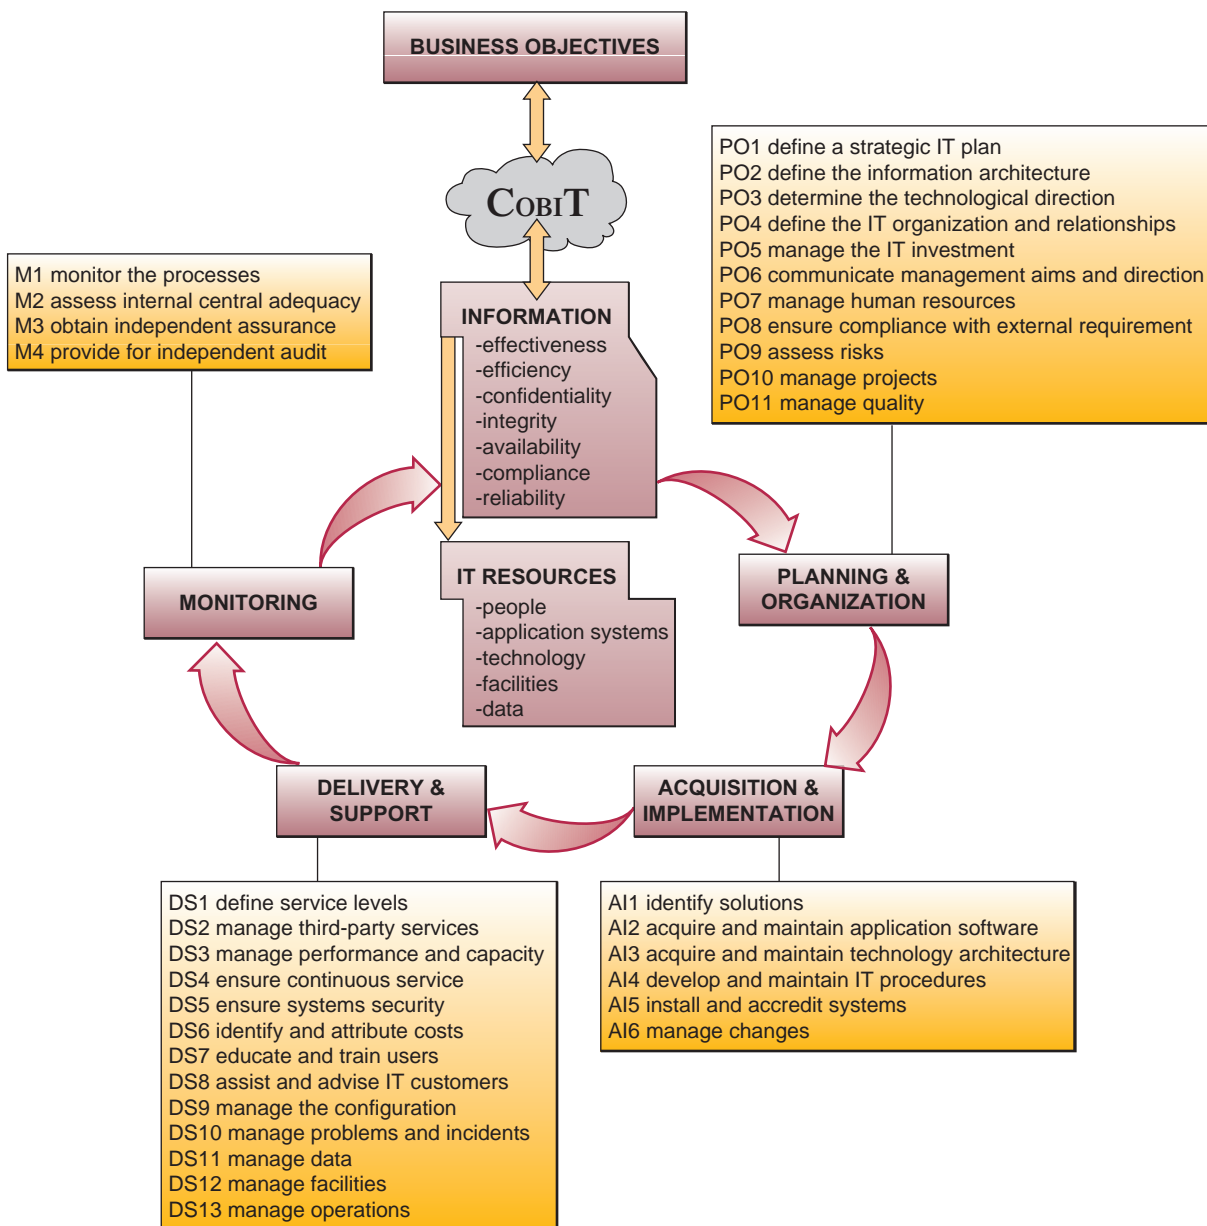 BUSINESS OBJECTIVES
COBIT
PO1 define a strategic IT plan
PO2 define the information architecture
PO3 determine the technological direction
PO4 define the IT organization and relationships
PO5 manage the IT investment
PO6 communicate management aims and direction
PO7 manage human resources
PO8 ensure compliance with external requirement
PO9 assess risks
PO10 manage projects
PO11 manage quality
M1 monitor the processes
M2 assess internal central adequacy
M3 obtain independent assurance
M4 provide for independent audit
INFORMATION
-effectiveness
-efficiency
-confidentiality
-integrity
-availability
-compliance
-reliability
IT RESOURCES
-people
-application systems
-technology
-facilities
-data
PLANNING &
ORGANIZATION
MONITORING
DELIVERY &
SUPPORT
ACQUISITION &
IMPLEMENTATION
DS1 define service levels
DS2 manage third-party services
DS3 manage performance and capacity
DS4 ensure continuous service
DS5 ensure systems security
DS6 identify and attribute costs
DS7 educate and train users
DS8 assist and advise IT customers
DS9 manage the configuration
DS10 manage problems and incidents
DS11 manage data
DS12 manage facilities
DS13 manage operations
AI1 identify solutions
AI2 acquire and maintain application software
AI3 acquire and maintain technology architecture
AI4 develop and maintain IT procedures
AI5 install and accredit systems
AI6 manage changes